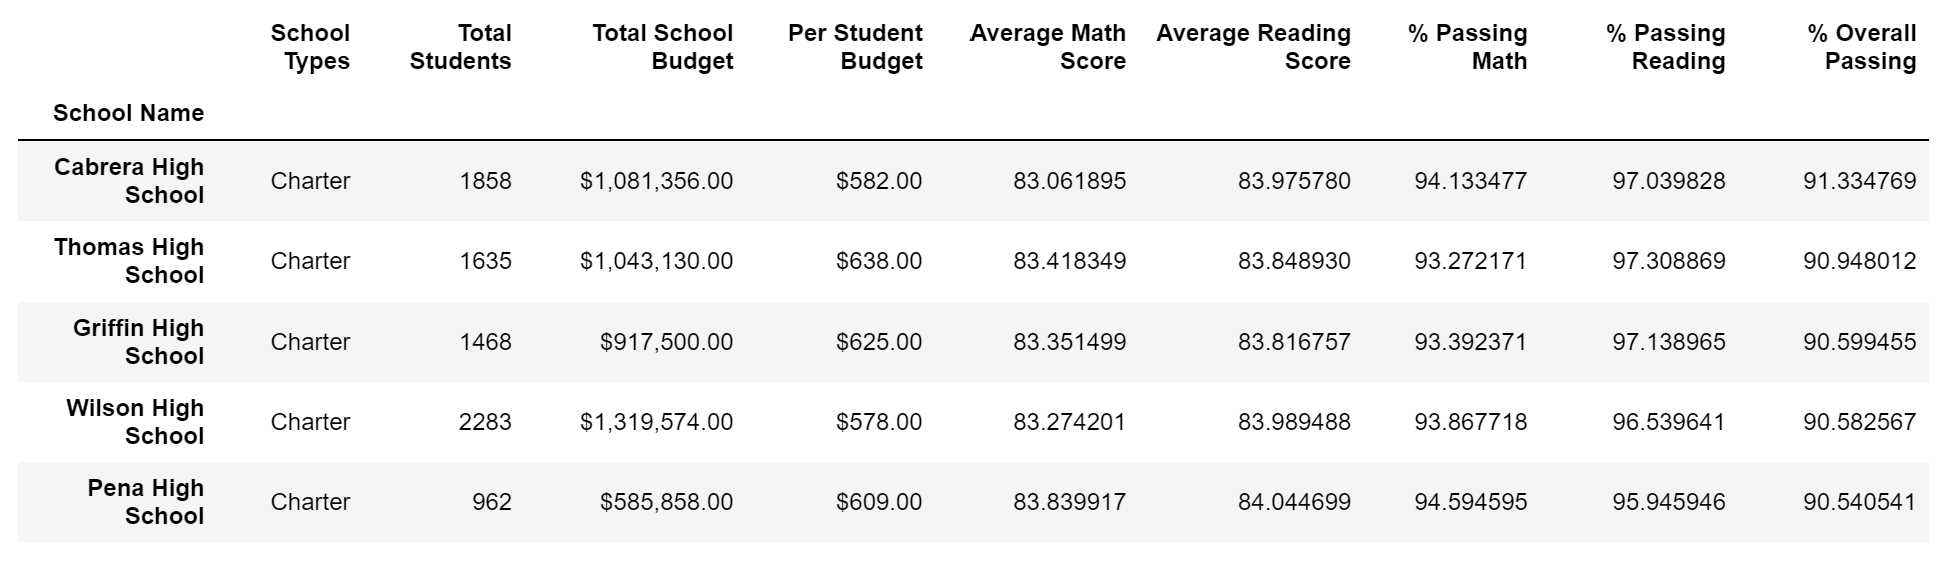 School Types Total Students Total School Budget Per Student Budget Average Math Score Average Reading Score % Passing Math % Passing Reading % Overall Passing
School Name
Cabrera High School Charter 1858 $1,081,356.00 $582.00 83.061895 83.975780 94.133477 97.039828 91.334769
Thomas High School Charter 1635 $1,043,130.00 $638.00 83.418349 83.848930 93.272171 97.308869 90.948012
Griffin High School Charter 1468 $917,500.00 $625.00 83.351499 83.816757 93.392371 97.138965 90.599455
Wilson High School Charter 2283 $1,319,574.00 $578.00 83.274201 83.989488 93.867718 96.539641 90.582567
Pena High School Charter 962 $585,858.00 $609.00 83.839917 84.044699 94.594595 95.945946 90.540541